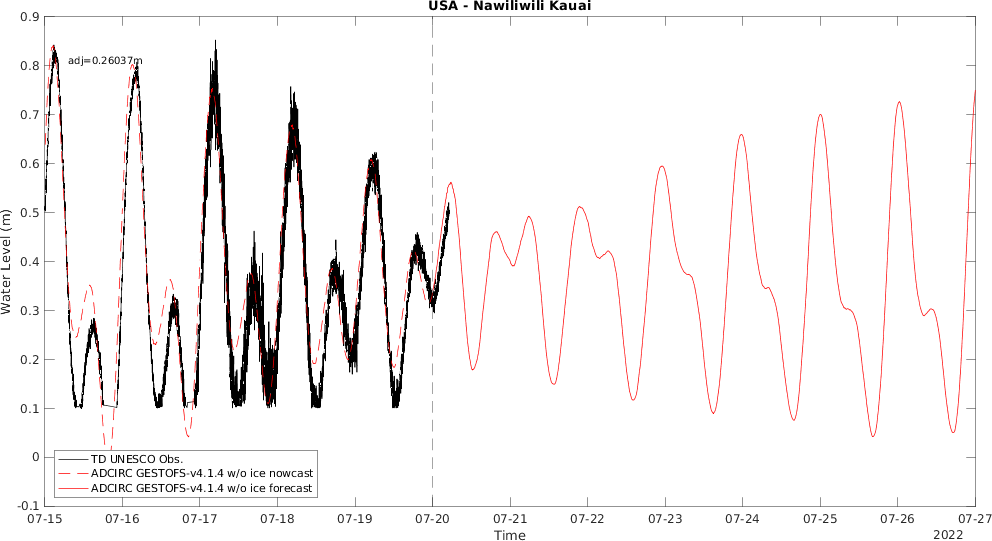 USA - Nawiliwili Kauai
0.9
0.8
0.7
0.6
0.5
0.4
0.3
0.2
0.1
0
-0.1
Water Level (m)
adj=0.26037m
TD UNESCO Obs.
ADCIRC GESTOFS-v4.1.4 w/o ice nowcast
ADCIRC GESTOFS-v4.1.4 w/o ice forecast
07-15 07-16 07-17 07-18 07-19 07-20 07-21 07-22 07-23 07-24 07-25 07-26 07-27
Time
2022